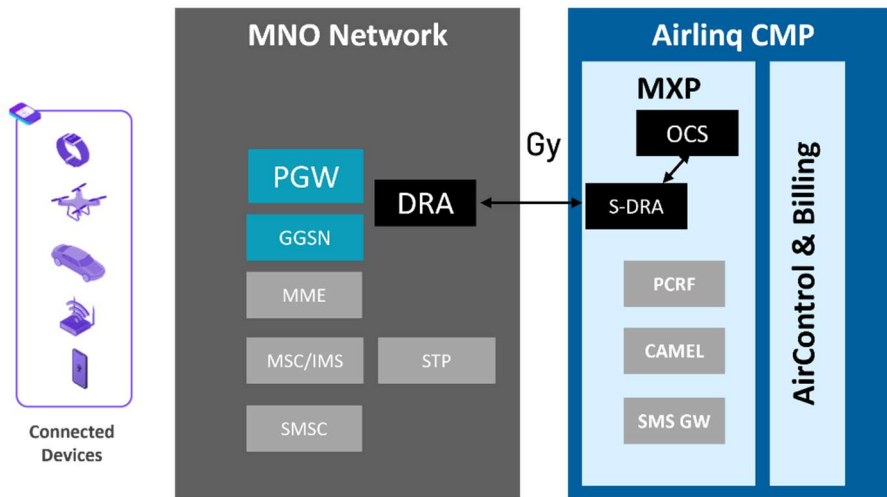 MNO Network
Airlinq CMP
MXP
OCS
Gy
PGW
DRA
S-DRA
GGSN
MME
PCRF
MSC/IMS
STP
CAMEL
SMSC
SMS GW
AirControl & Billing
Connected
Devices